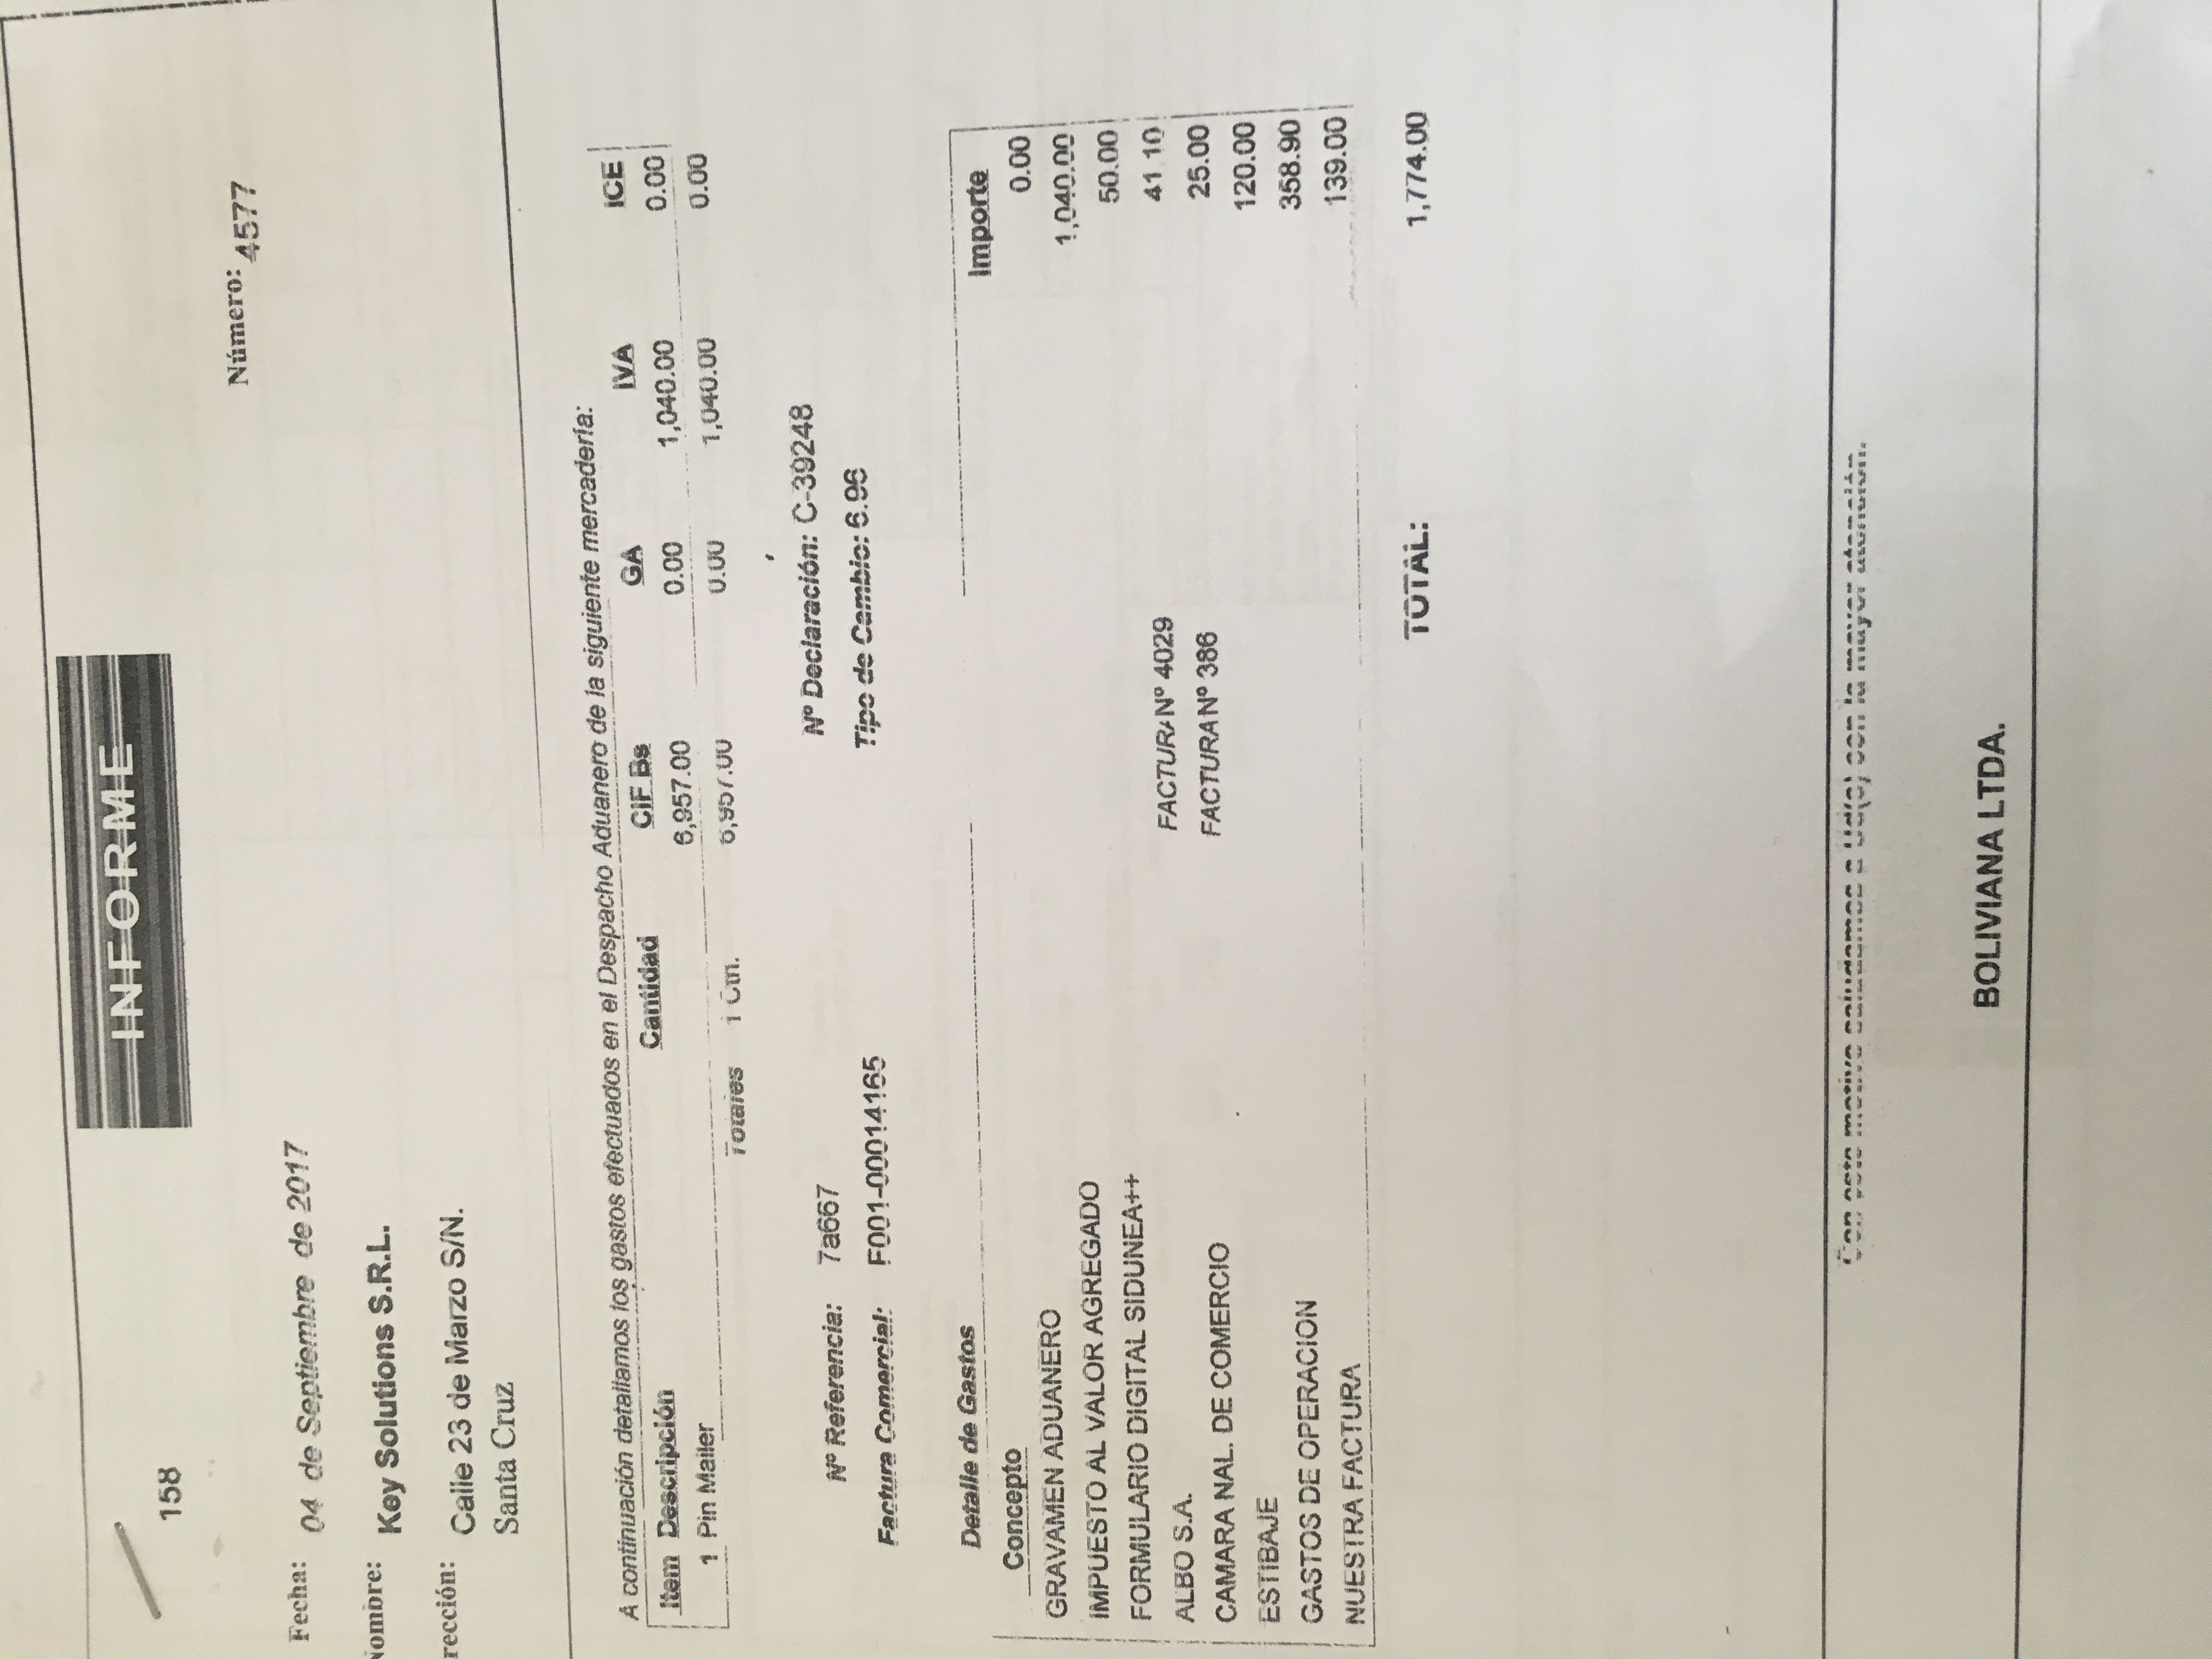 INFORME
158
Número: 4577
Fecha: 04 de Septiembre de 2017
Nombre: Key Solutions S.R.L.
rección: Calle 23 de Marzo S/N.
Santa Cruz
A continuación detallamos los gastos efectuados en el Despacho Aduanero de la siguiente mercadería:
Item Descripción Cantidad CIF Bs GA IVA ICE
1 Pin Mailer 6,957.00 0.00 1,040.00 0.00
Totales 1 Ctn. 6,957.00 0.00 1,040.00 0.00
Nº Referencia: 7a667 Nº Declaración: C-39248
Factura Comercial: F001-00014165 Tipo de Cambio: 6.96
Detalle de Gastos
Concepto Importe
GRAVAMEN ADUANERO 0.00
IMPUESTO AL VALOR AGREGADO 1,040.00
FORMULARIO DIGITAL SIDUNEA++ 50.00
ALBO S.A. FACTURA Nº 4029 41.10
CAMARA NAL. DE COMERCIO FACTURA Nº 386 25.00
ESTIBAJE 120.00
GASTOS DE OPERACION 358.90
NUESTRA FACTURA 139.00
TOTAL: 1,774.00
Con este motivo saludamos a Ud(s) con la mayor atención.
BOLIVIANA LTDA.